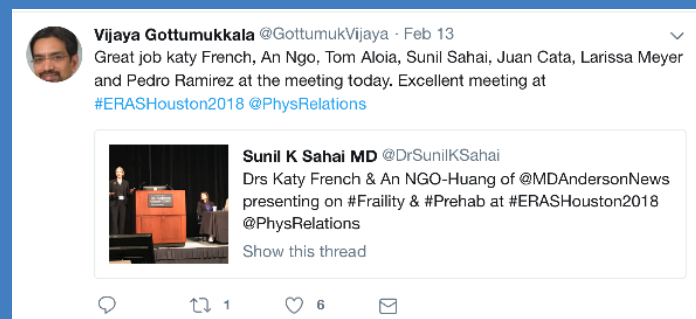 Vijaya Gottumukkala @GottumukVijaya · Feb 13
Great job katy French, An Ngo, Tom Aloia, Sunil Sahai, Juan Cata, Larissa Meyer
and Pedro Ramirez at the meeting today. Excellent meeting at
#ERASHouston2018 @PhysRelations
Sunil K Sahai MD @DrSunilKSahai
Drs Katy French & An NGO-Huang of @MDAndersonNews
presenting on #Fraility & #Prehab at #ERASHouston2018
@PhysRelations
Show this thread
1 6